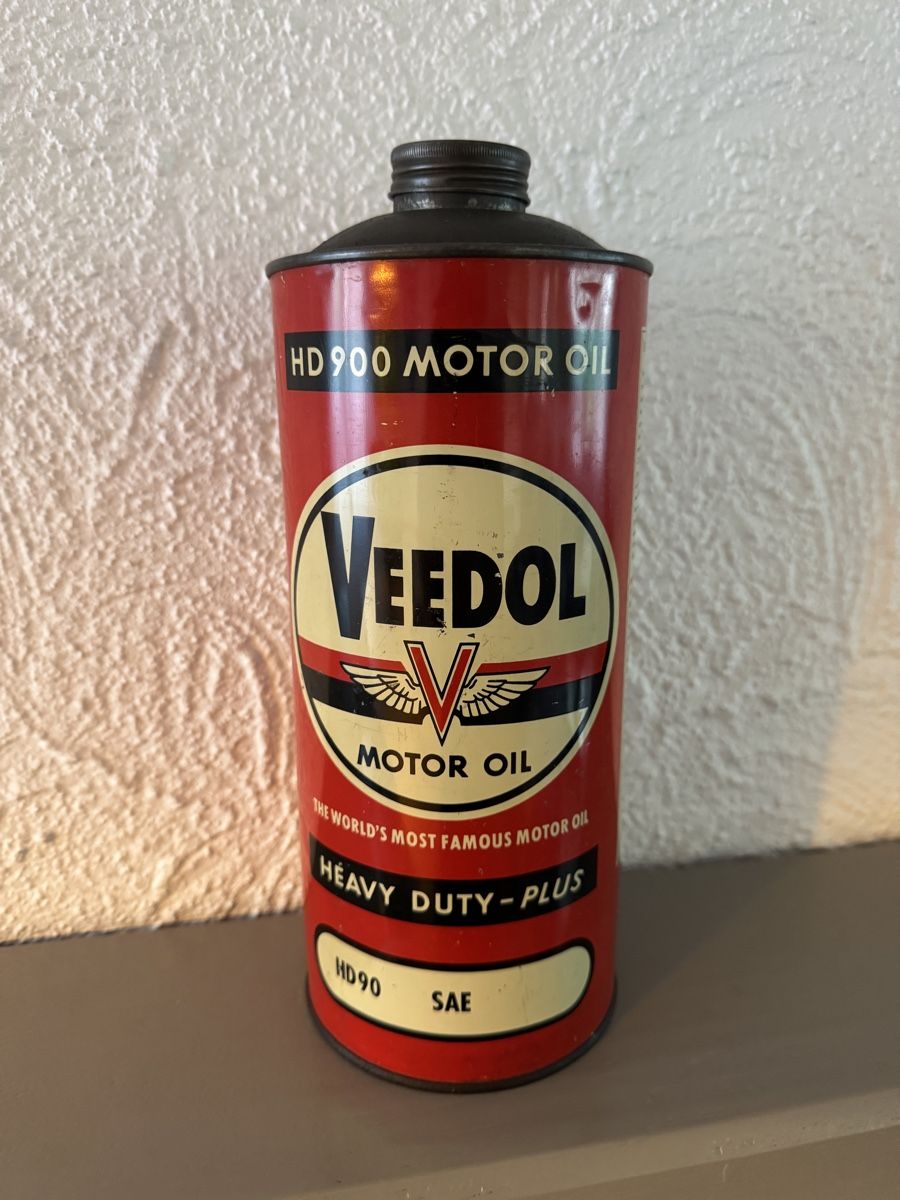 HD 900 MOTOR OIL
VEEDOL
V
MOTOR OIL
THE WORLD'S MOST FAMOUS MOTOR OIL
HEAVY DUTY-PLUS
HD90 SAE